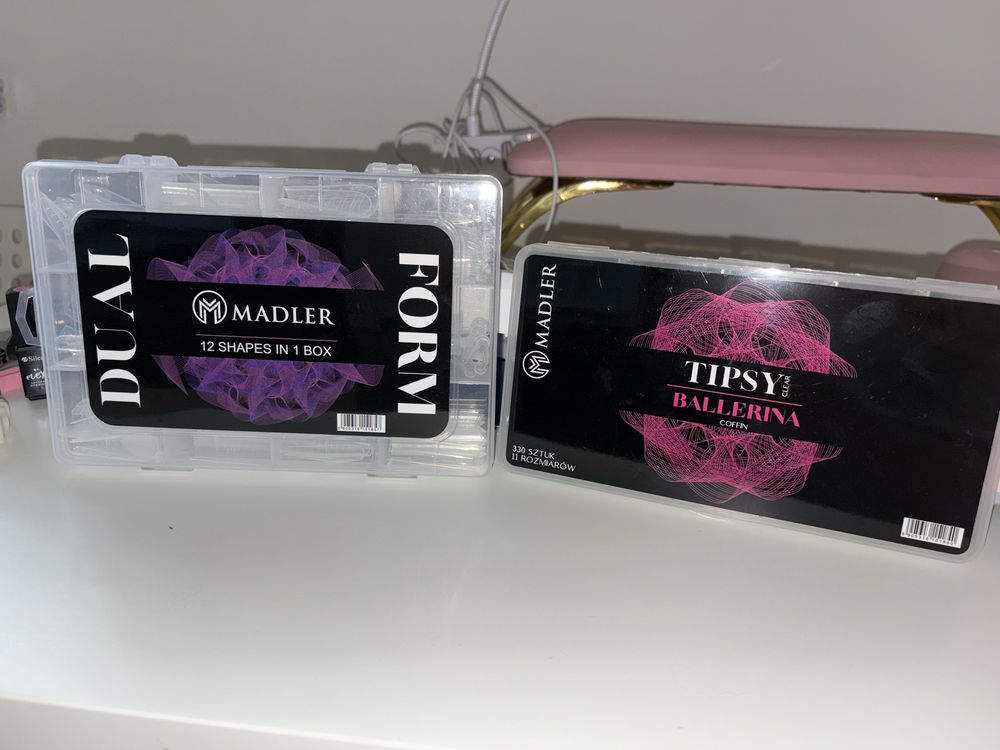 DUAL
MADLER
12 SHAPES IN 1 BOX
FORM
MADLER
TIPSY
CLEAR
BALLERINA
COFFIN
330 SZTUK
11 ROZMIARÓW